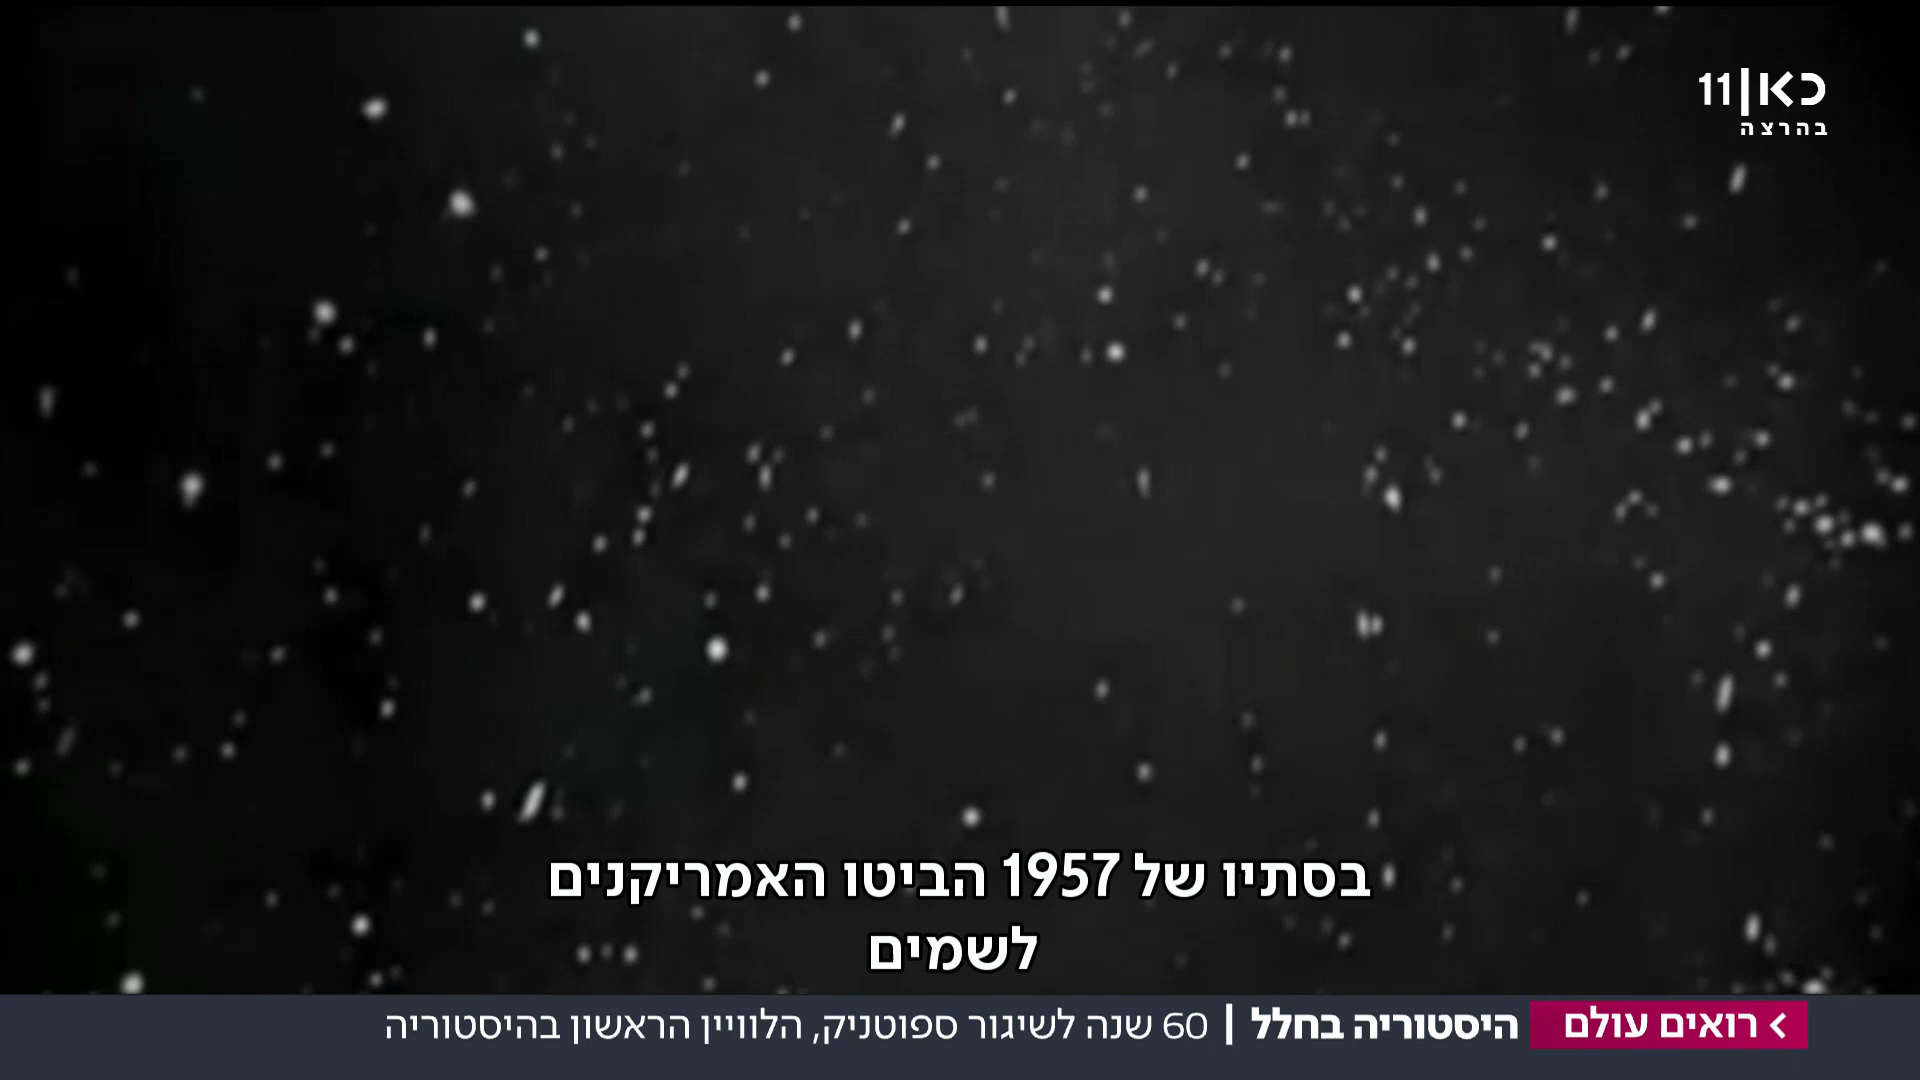 כאן 11
בהרצה
בסתיו של 1957 הביטו האמריקנים
לשמים
רואים עולם
היסטוריה בחלל | 60 שנה לשיגור ספוטניק, הלוויין הראשון בהיסטוריה